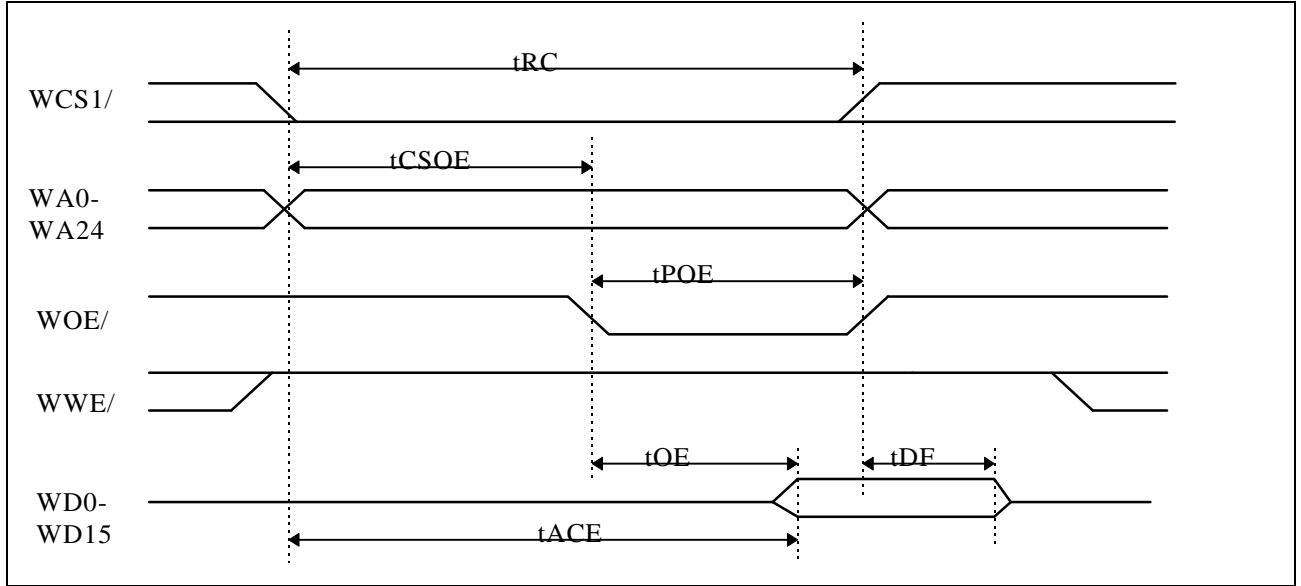 tRC
WCS1/
tCSOE
WA0-
WA24
tPOE
WOE/
WWE/
tOE
tDF
WD0-
WD15
tACE